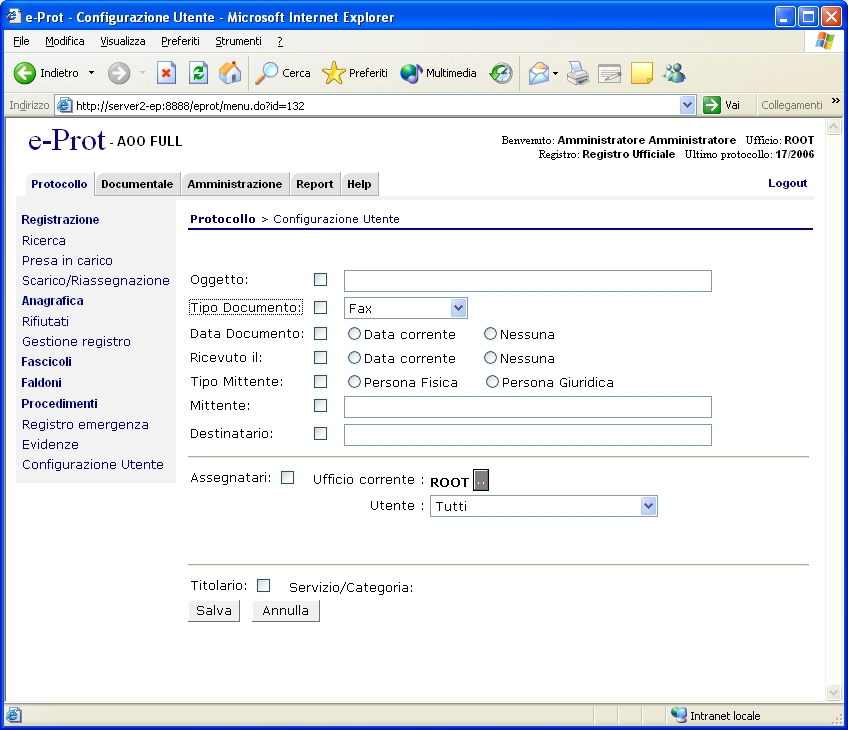 e-Prot - Configurazione Utente - Microsoft Internet Explorer
File Modifica Visualizza Preferiti Strumenti ?
Indietro Cerca Preferiti Multimedia
Indirizzo http://server2-ep:8888/eprot/menu.do?id=132 Vai Collegamenti »
e-Prot - AOO FULL
Benvenuto: Amministratore Amministratore Ufficio: ROOT
Registro: Registro Ufficiale Ultimo protocollo: 17/2006
Protocollo Documentale Amministrazione Report Help Logout
Registrazione
Ricerca
Presa in carico
Scarico/Riassegnazione
Anagrafica
Rifiutati
Gestione registro
Fascicoli
Faldoni
Procedimenti
Registro emergenza
Evidenze
Configurazione Utente
Protocollo > Configurazione Utente
Oggetto:
Tipo Documento: Fax
Data Documento: Data corrente Nessuna
Ricevuto il: Data corrente Nessuna
Tipo Mittente: Persona Fisica Persona Giuridica
Mittente:
Destinatario:
Assegnatari: Ufficio corrente : ROOT ..
Utente : Tutti
Titolario: Servizio/Categoria:
Salva Annulla
Intranet locale